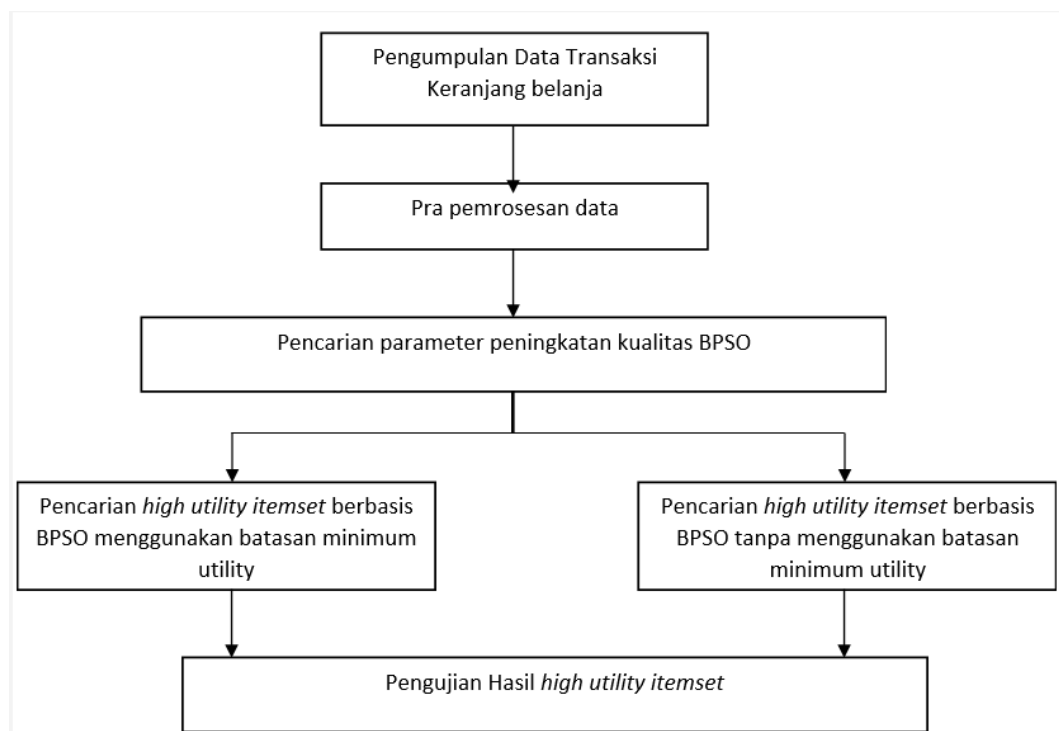 Pengumpulan Data Transaksi
Keranjang belanja
Pra pemrosesan data
Pencarian parameter peningkatan kualitas BPSO
Pencarian high utility itemset berbasis
BPSO menggunakan batasan minimum
utility
Pencarian high utility itemset berbasis
BPSO tanpa menggunakan batasan
minimum utility
Pengujian Hasil high utility itemset